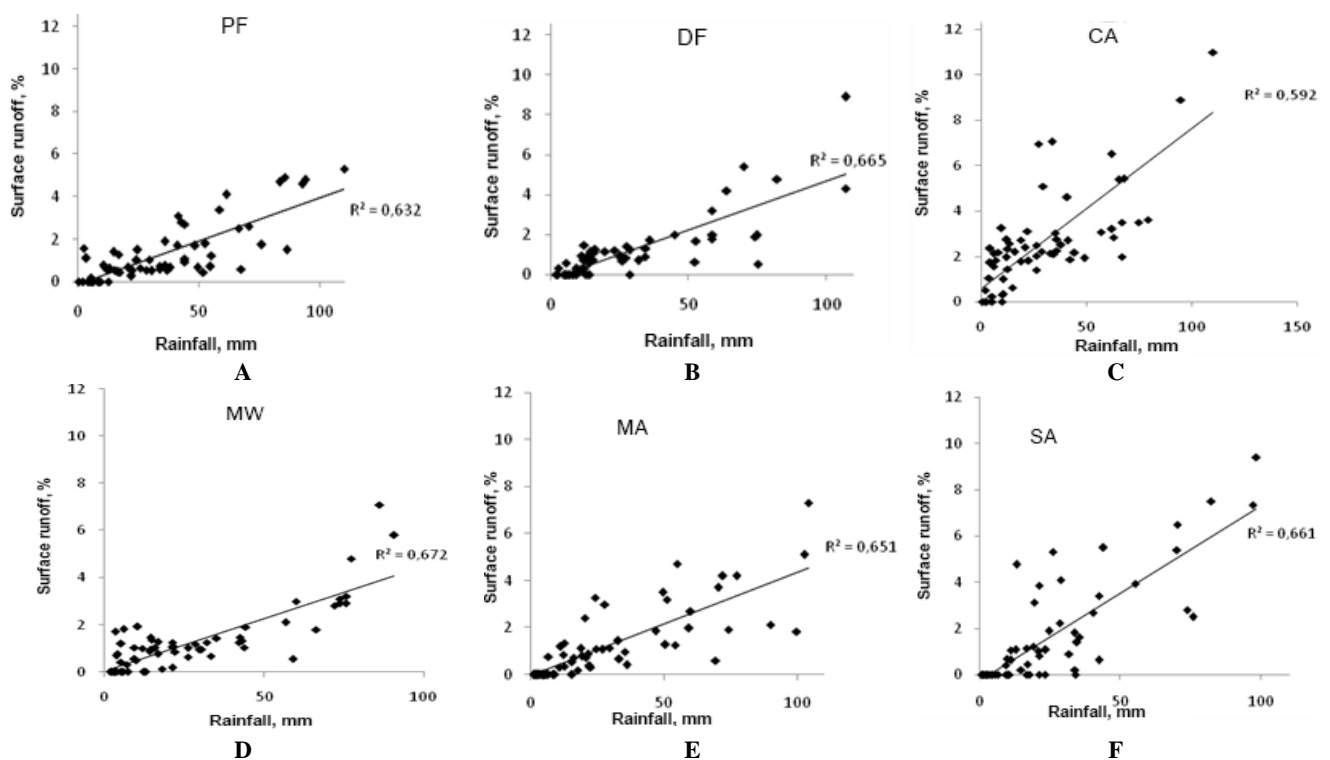 PF
12
10
8
6
4
2
0
Surface runoff, %
R² = 0,632
0 50 100
Rainfall, mm
A
DF
12
10
8
6
4
2
0
Surface runoff, %
R² = 0,665
0 50 100
Rainfall, mm
B
CA
12
10
8
6
4
2
0
Surface runoff, %
R² = 0,592
0 50 100 150
Rainfall, mm
C
MW
12
10
8
6
4
2
0
Surface runoff, %
R² = 0,672
0 50 100
Rainfall, mm
D
MA
12
10
8
6
4
2
0
Surface runoff, %
R² = 0,651
0 50 100
Rainfall, mm
E
SA
12
10
8
6
4
2
0
Surface runoff, %
R² = 0,661
0 50 100
Rainfall, mm
F